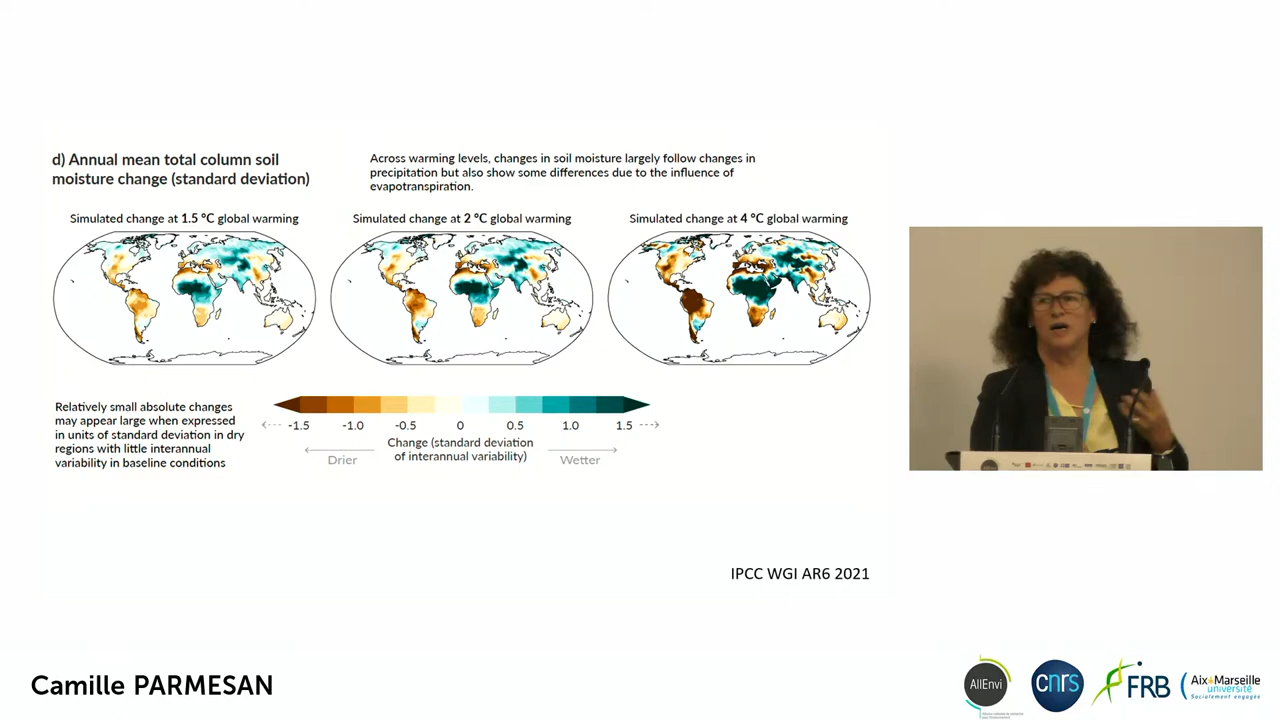 d) Annual mean total column soil
moisture change (standard deviation)
Across warming levels, changes in soil moisture largely follow changes in
precipitation but also show some differences due to the influence of
evapotranspiration.
Simulated change at 1.5 °C global warming
Simulated change at 2 °C global warming
Simulated change at 4 °C global warming
Relatively small absolute changes
may appear large when expressed
in units of standard deviation in dry
regions with little interannual
variability in baseline conditions
-1.5 -1.0 -0.5 0 0.5 1.0 1.5
Change (standard deviation
of interannual variability)
Drier
Wetter
IPCC WGI AR6 2021
Camille PARMESAN
AllEnvi
cnrs
FRB
Aix*Marseille
université
Socialement engagée